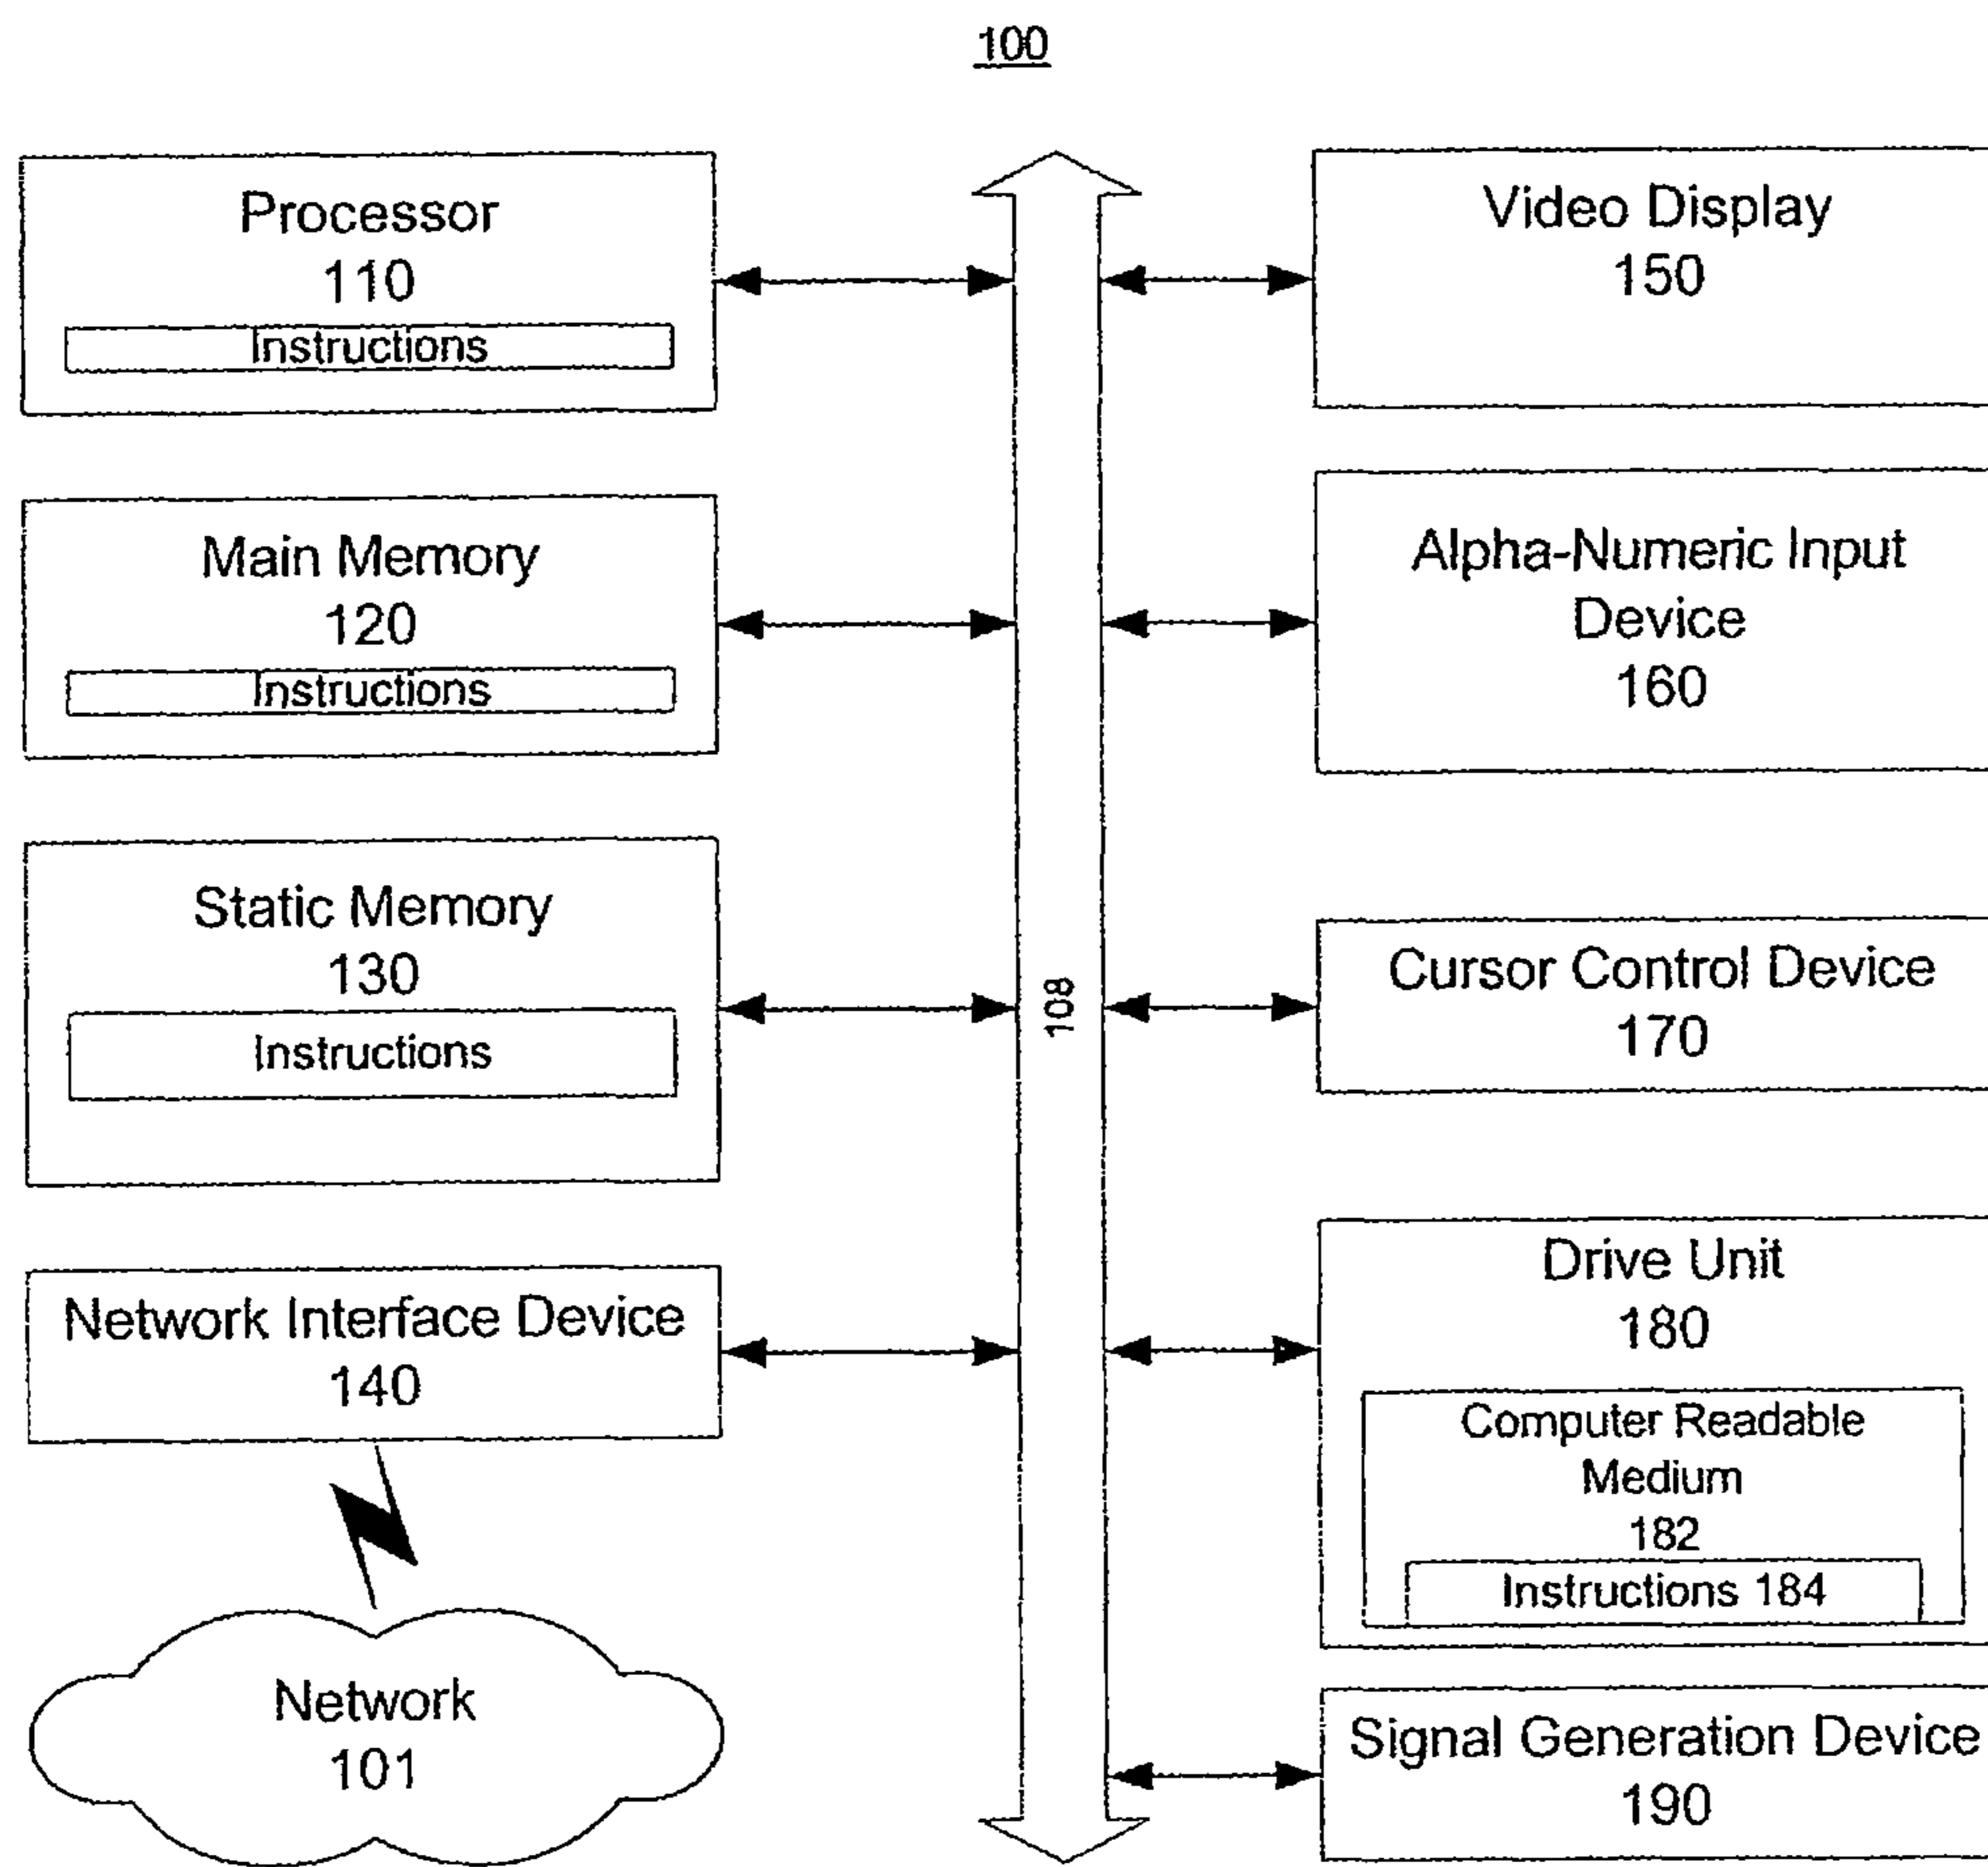 100
Processor
110
Instructions
Main Memory
120
Instructions
Static Memory
130
Instructions
Network Interface Device
140
Network
101
108
Video Display
150
Alpha-Numeric Input
Device
160
Cursor Control Device
170
Drive Unit
180
Computer Readable
Medium
182
Instructions 184
Signal Generation Device
190